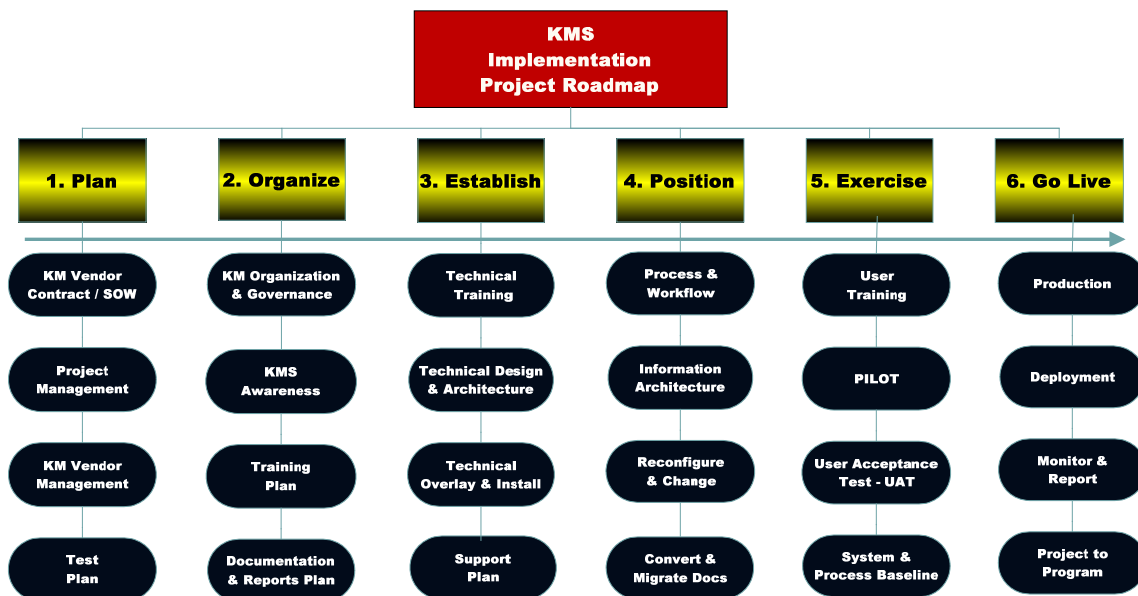 KMS
Implementation
Project Roadmap
1. Plan
2. Organize
3. Establish
4. Position
5. Exercise
6. Go Live
KM Vendor
Contract / SOW
KM Organization
& Governance
Technical
Training
Process &
Workflow
User
Training
Production
Project
Management
KMS
Awareness
Technical Design
& Architecture
Information
Architecture
PILOT
Deployment
KM Vendor
Management
Training
Plan
Technical
Overlay & Install
Reconfigure
& Change
User Acceptance
Test - UAT
Monitor &
Report
Test
Plan
Documentation
& Reports Plan
Support
Plan
Convert &
Migrate Docs
System &
Process Baseline
Project to
Program